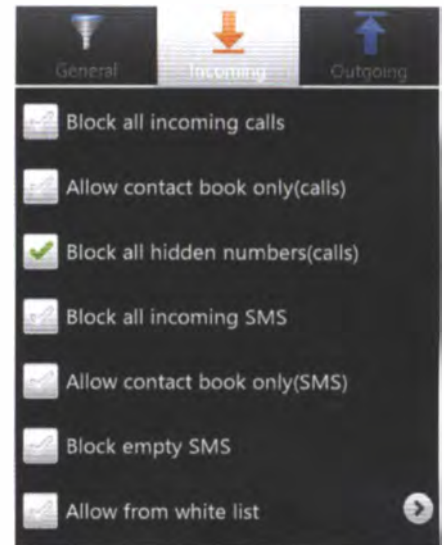 General Incoming Outgoing
Block all incoming calls
Allow contact book only(calls)
Block all hidden numbers(calls)
Block all incoming SMS
Allow contact book only(SMS)
Block empty SMS
Allow from white list